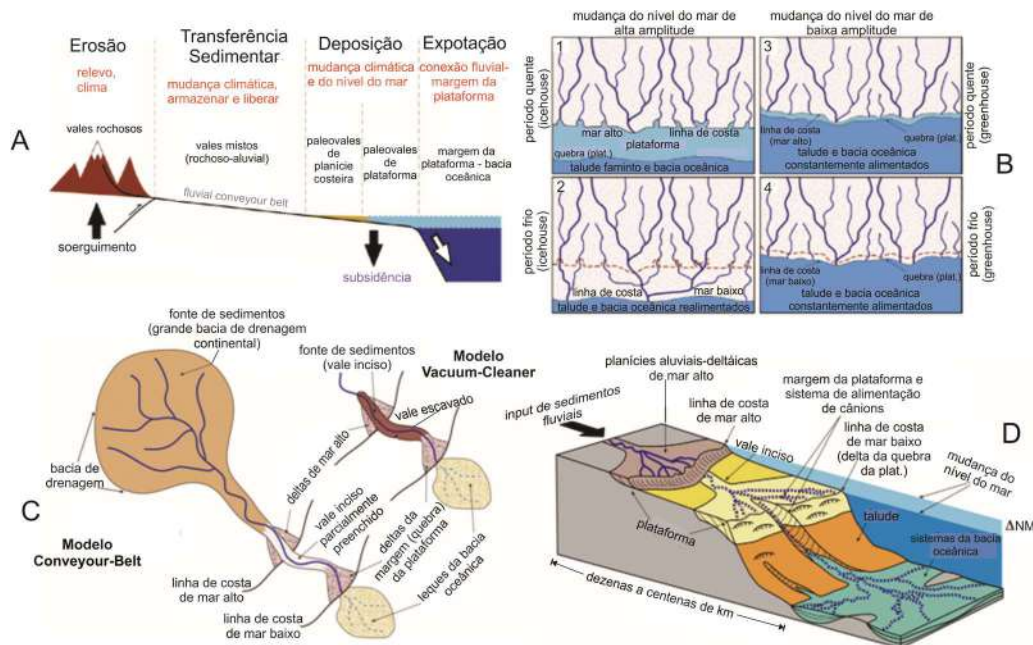 A
Erosão
relevo,
clima
Transferência
Sedimentar
mudança climática,
armazenar e liberar
Deposição
mudança climática
e do nível do mar
Expotação
conexão fluvial-
margem da
plataforma
vales rochosos
vales mistos
(rochoso-aluvial)
paleovales
de
planície
costeira
paleovales
de
plataforma
margem da
plataforma - bacia
oceânica
fluvial conveyour belt
soerguimento
subsidência
B
mudança do nível do mar de
alta amplitude
mudança do nível do mar de
baixa amplitude
periodo quente
(icehouse)
1
mar alto
linha de costa
plataforma
quebra (plat.)
talude faminto e bacia oceânica
3
linha de costa
(mar alto)
quebra (plat.)
talude e bacia oceânica
constantemente alimentados
periodo quente
(greenhouse)
periodo frio
(icehouse)
2
linha de costa
mar baixo
talude e bacia oceânica realimentados
4
linha de costa
(mar baixo)
quebra (plat.)
talude e bacia oceânica
constantemente alimentados
periodo frio
(greenhouse)
C
fonte de sedimentos
(grande bacia de drenagem
continental)
bacia de
drenagem
Modelo
Conveyour-Belt
linha de costa
de mar alto
linha de costa
de mar baixo
deltas de mar alto
vale inciso
parcialmente
preenchido
deltas da
margem (quebra)
da plataforma
leques da bacia
oceânica
fonte de sedimentos
(vale inciso)
Modelo
Vacuum-Cleaner
vale escavado
D
planícies aluviais-deltáicas
de mar alto
input de sedimentos
fluviais
linha de costa
de mar alto
vale inciso
margem da plataforma e
sistema de alimentação
de cânions
linha de costa
de mar baixo
(delta da quebra
da plat.)
mudança do
nível do mar
ΔNM
plataforma
talude
sistemas da bacia
oceânica
dezenas a centenas de km